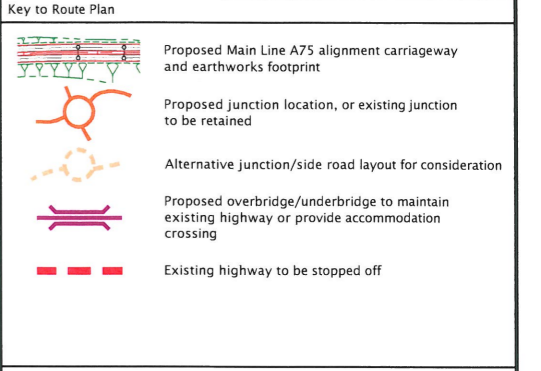 Key to Route Plan
Proposed Main Line A75 alignment carriageway
and earthworks footprint
Proposed junction location, or existing junction
to be retained
Alternative junction/side road layout for consideration
Proposed overbridge/underbridge to maintain
existing highway or provide accommodation
crossing
Existing highway to be stopped off